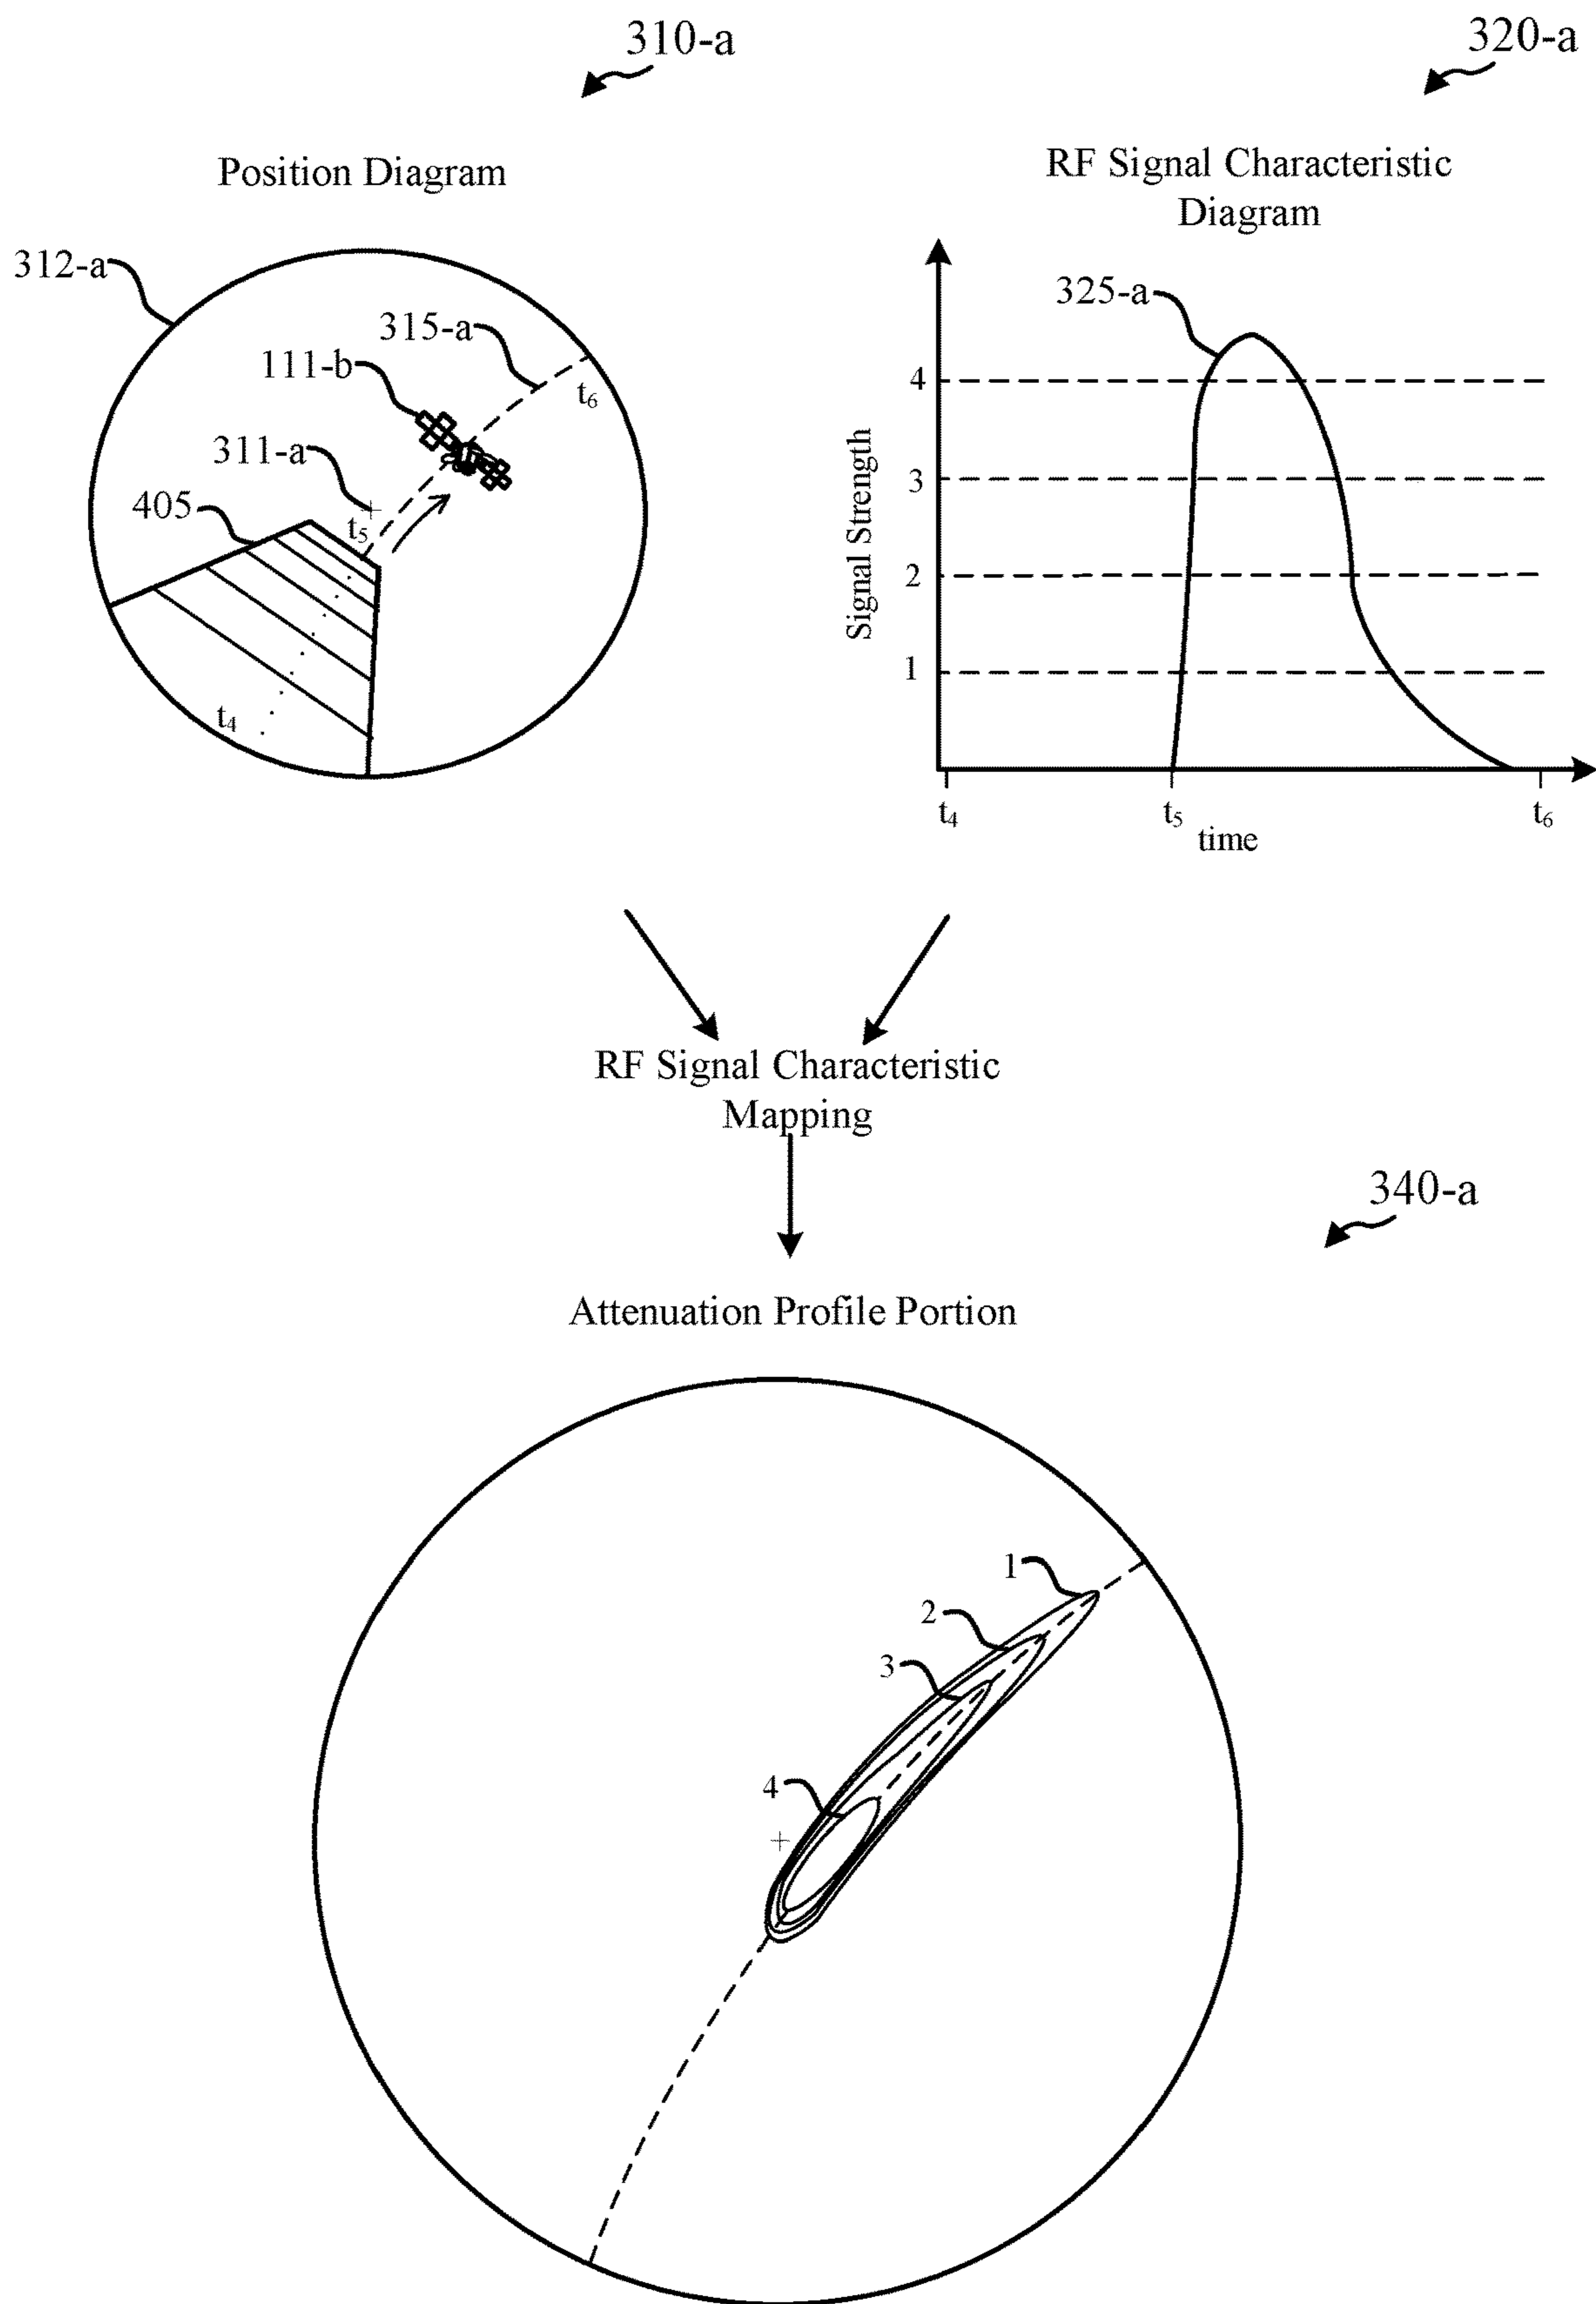 310-a
320-a
Position Diagram
RF Signal Characteristic
Diagram
312-a
315-a
111-b
311-a
405
t₅
t₆
t₄
325-a
4
3
2
1
Signal Strength
t₄
t₅
t₆
time
RF Signal Characteristic
Mapping
340-a
Attenuation Profile Portion
1
2
3
4